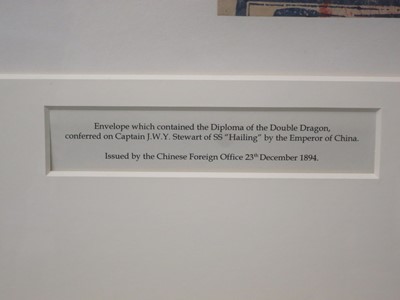 Envelope which contained the Diploma of the Double Dragon,
conferred on Captain J.W.Y. Stewart of SS "Hailing" by the Emperor of China.
Issued by the Chinese Foreign Office 23th December 1894.